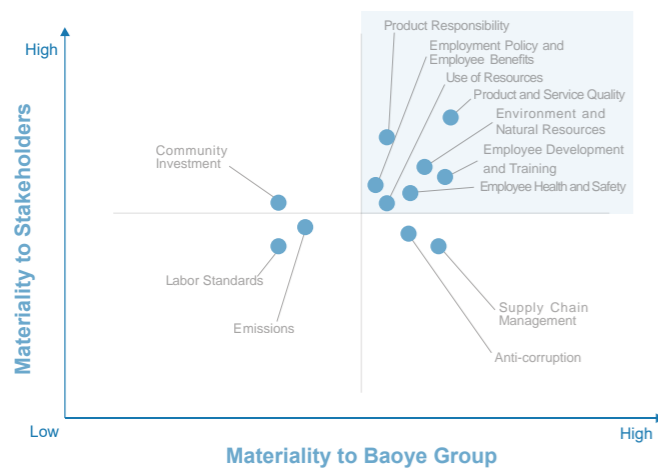 Product Responsibility
High
Employment Policy and
Employee Benefits
Use of Resources
Product and Service Quality
Environment and
Natural Resources
Employee Development
and Training
Employee Health and Safety
Community
Investment
Labor Standards
Emissions
Supply Chain
Management
Anti-corruption
Materiality to Stakeholders
Low
High
Materiality to Baoye Group